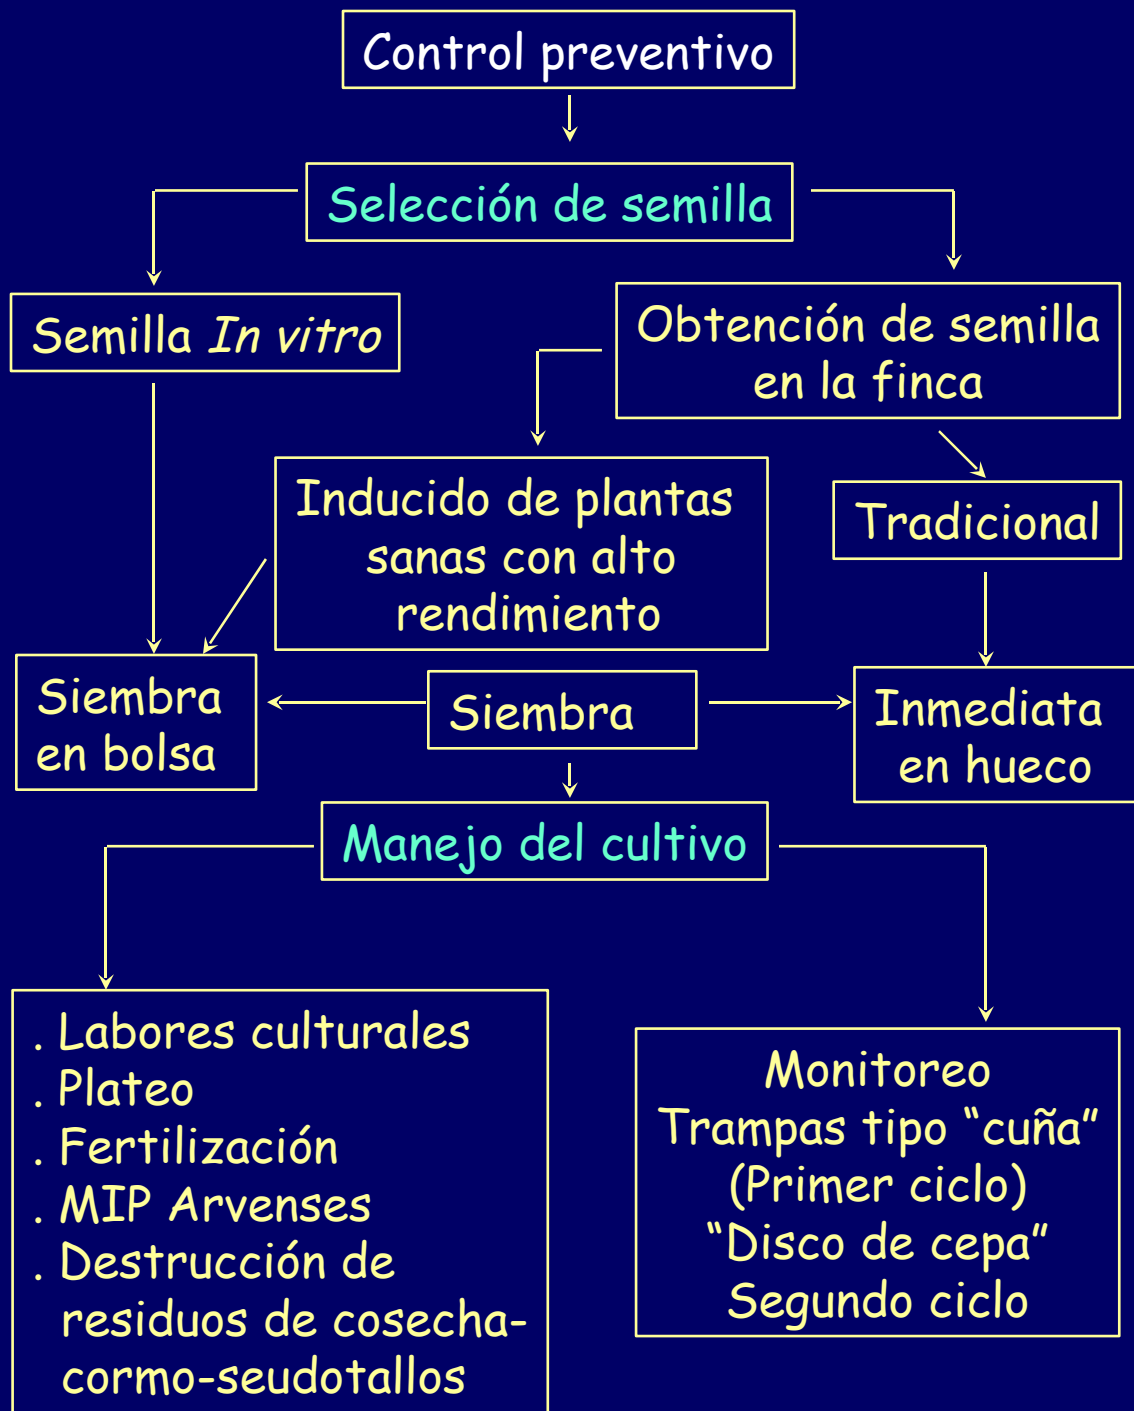 Control preventivo
Selección de semilla
Semilla In vitro
Obtención de semilla
en la finca
Inducido de plantas
sanas con alto
rendimiento
Tradicional
Siembra
en bolsa
Siembra
Inmediata
en hueco
Manejo del cultivo
. Labores culturales
. Plateo
. Fertilización
. MIP Arvenses
. Destrucción de
residuos de cosecha-
cormo-seudotallos
Monitoreo
Trampas tipo “cuña”
(Primer ciclo)
“Disco de cepa”
Segundo ciclo